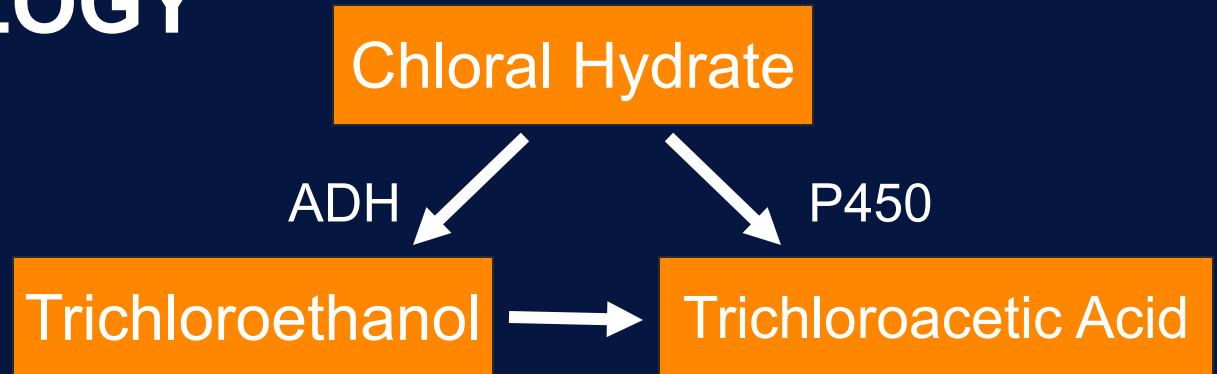 Chloral Hydrate
ADH
P450
Trichloroethanol
Trichloroacetic Acid